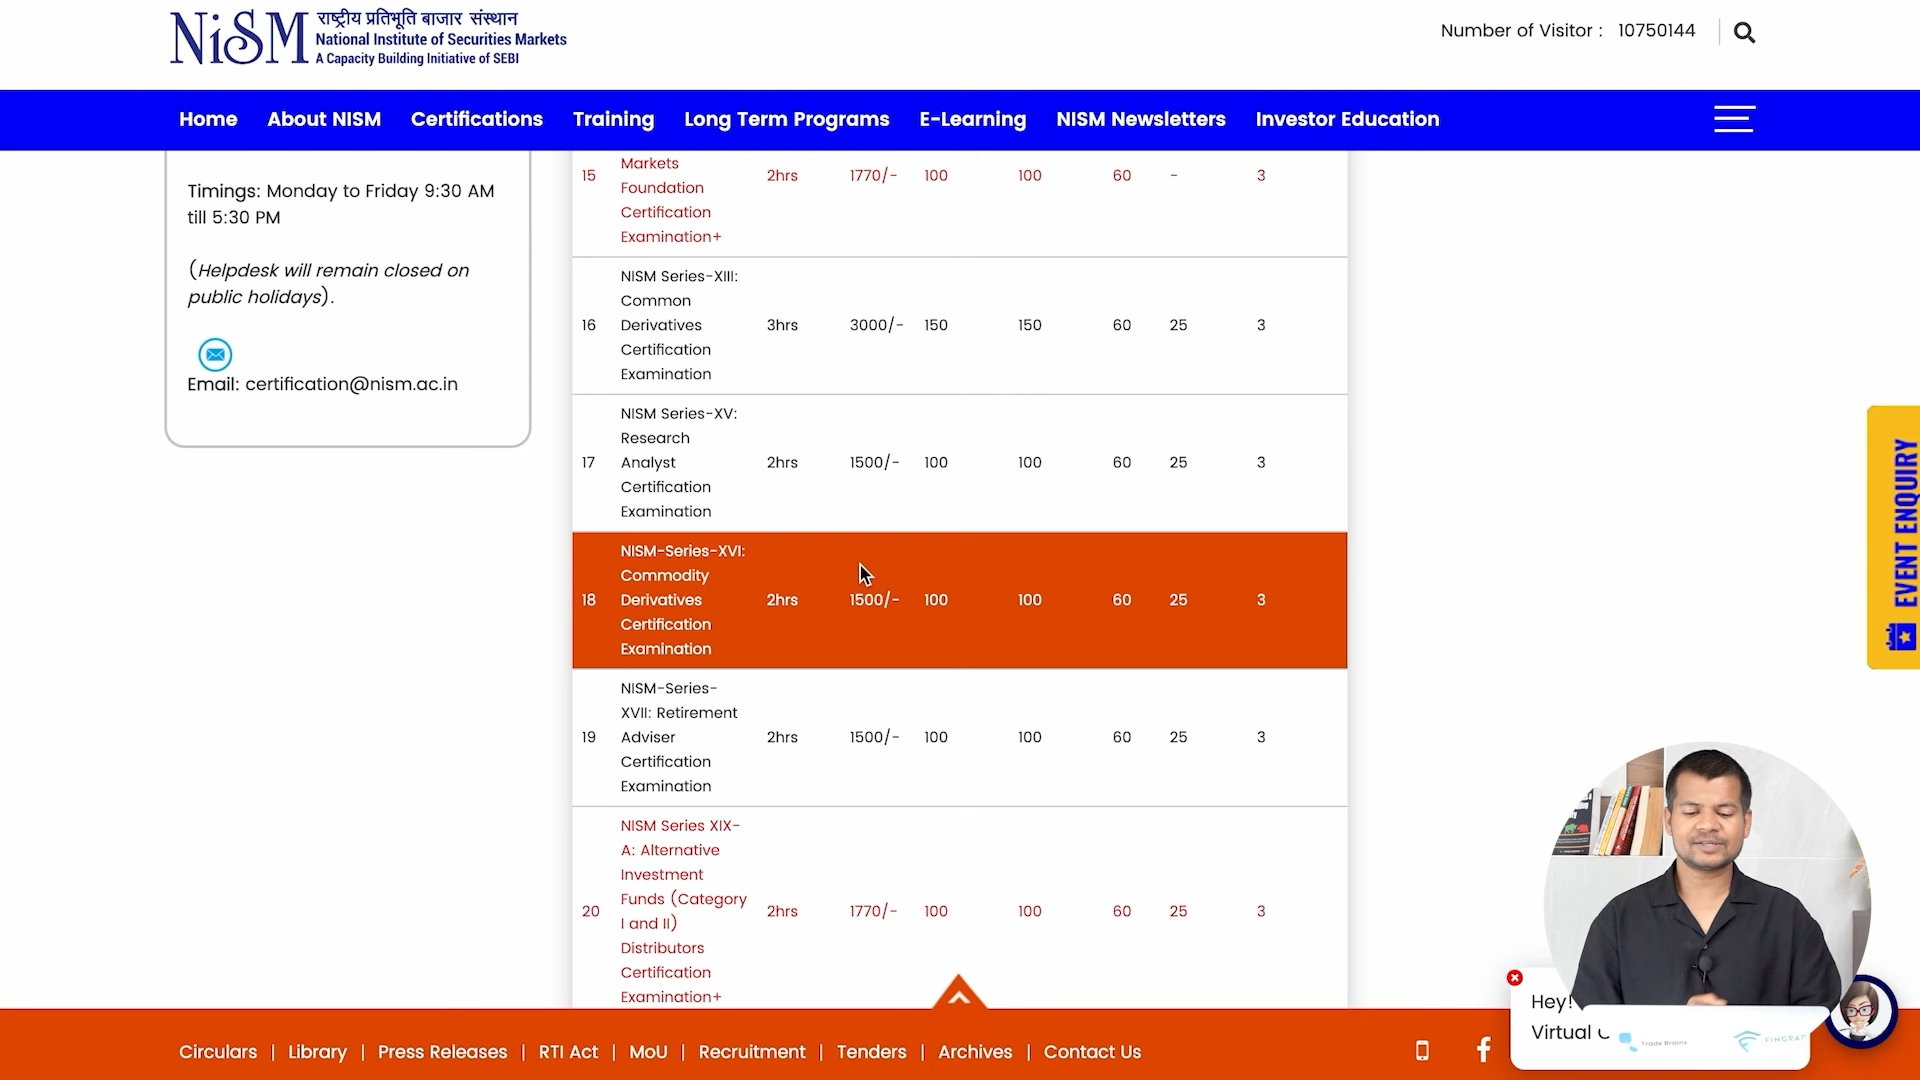 NiSM
राष्ट्रीय प्रतिभूति बाजार संस्थान
National Institute of Securities Markets
A Capacity Building Initiative of SEBI
Number of Visitor : 10750144
Home About NISM Certifications Training Long Term Programs E-Learning NISM Newsletters Investor Education
Timings: Monday to Friday 9:30 AM
till 5:30 PM
(Helpdesk will remain closed on
public holidays).
Email: certification@nism.ac.in
Markets
15 Foundation 2hrs 1770/- 100 100 60 - 3
Certification
Examination+
NISM Series-XIII:
Common
16 Derivatives 3hrs 3000/- 150 150 60 25 3
Certification
Examination
NISM Series-XV:
Research
17 Analyst 2hrs 1500/- 100 100 60 25 3
Certification
Examination
NISM-Series-XVI:
Commodity
18 Derivatives 2hrs 1500/- 100 100 60 25 3
Certification
Examination
NISM-Series-
XVII: Retirement
19 Adviser 2hrs 1500/- 100 100 60 25 3
Certification
Examination
NISM Series XIX-
A: Alternative
Investment
Funds (Category
20 I and II) 2hrs 1770/- 100 100 60 25 3
Distributors
Certification
Examination+
EVENT ENQUIRY
Hey!
Virtual
Trade Brains
Circulars | Library | Press Releases | RTI Act | MoU | Recruitment | Tenders | Archives | Contact Us